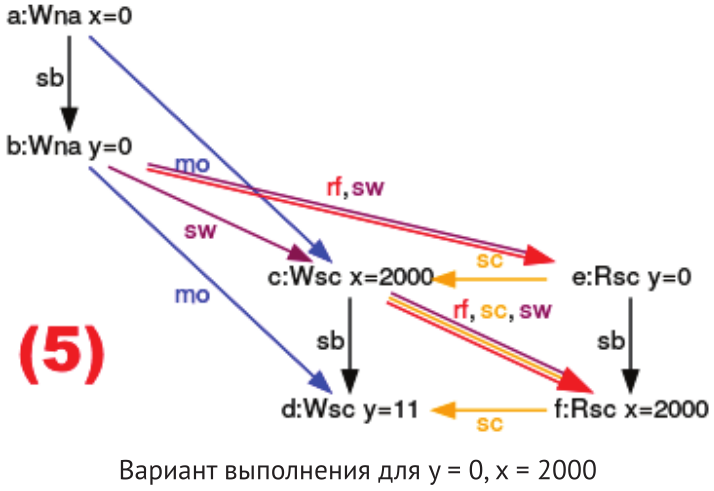 a:Wna x=0
sb
b:Wna y=0
mo
rf,sw
sw
sc
c:Wsc x=2000
e:Rsc y=0
mo
rf, sc, sw
(5)
sb
sb
d:Wsc y=11
f:Rsc x=2000
sc
Вариант выполнения для y = 0, x = 2000